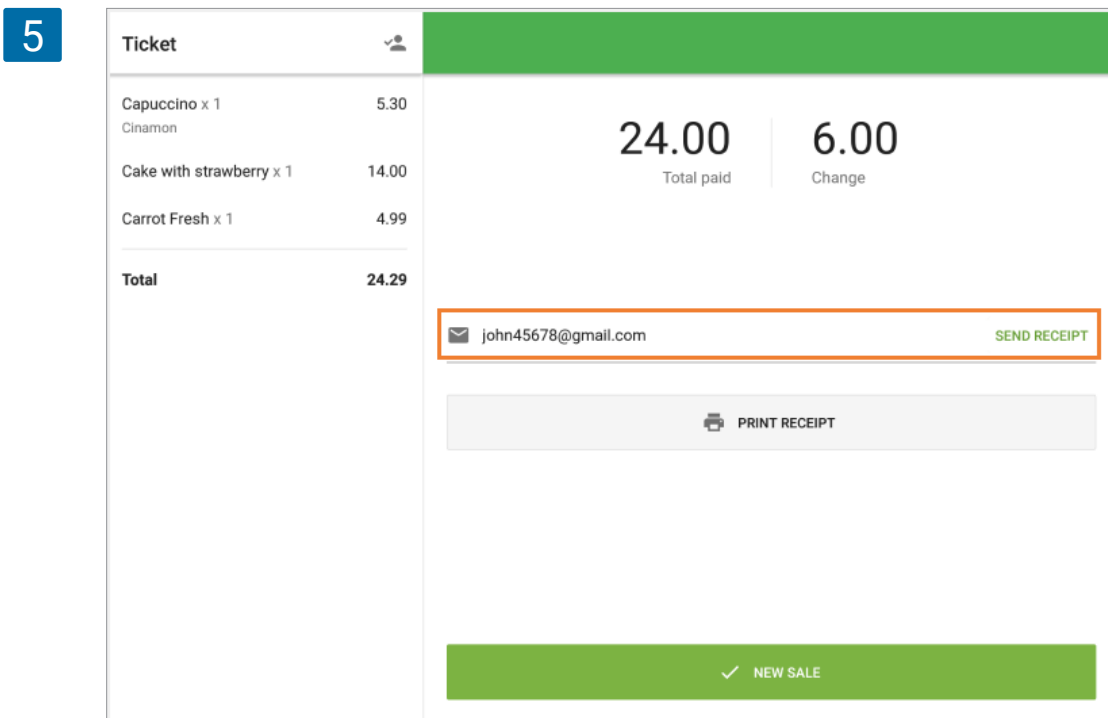 5
Ticket
Capuccino x 1 5.30
Cinamon
Cake with strawberry x 1 14.00
Carrot Fresh x 1 4.99
Total 24.29
24.00 6.00
Total paid Change
john45678@gmail.com SEND RECEIPT
PRINT RECEIPT
NEW SALE